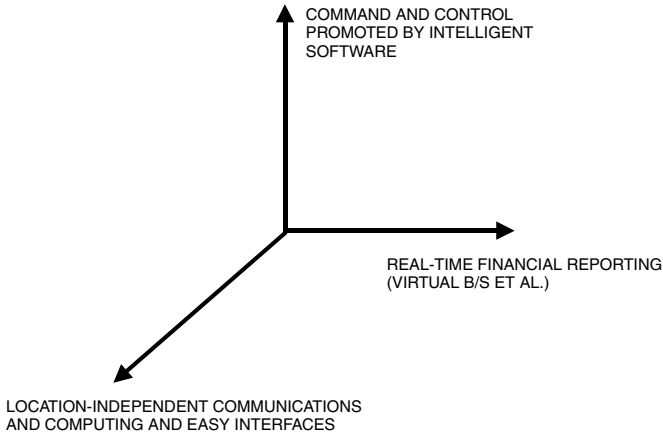 COMMAND AND CONTROL
PROMOTED BY INTELLIGENT
SOFTWARE
REAL-TIME FINANCIAL REPORTING
(VIRTUAL B/S ET AL.)
LOCATION-INDEPENDENT COMMUNICATIONS
AND COMPUTING AND EASY INTERFACES